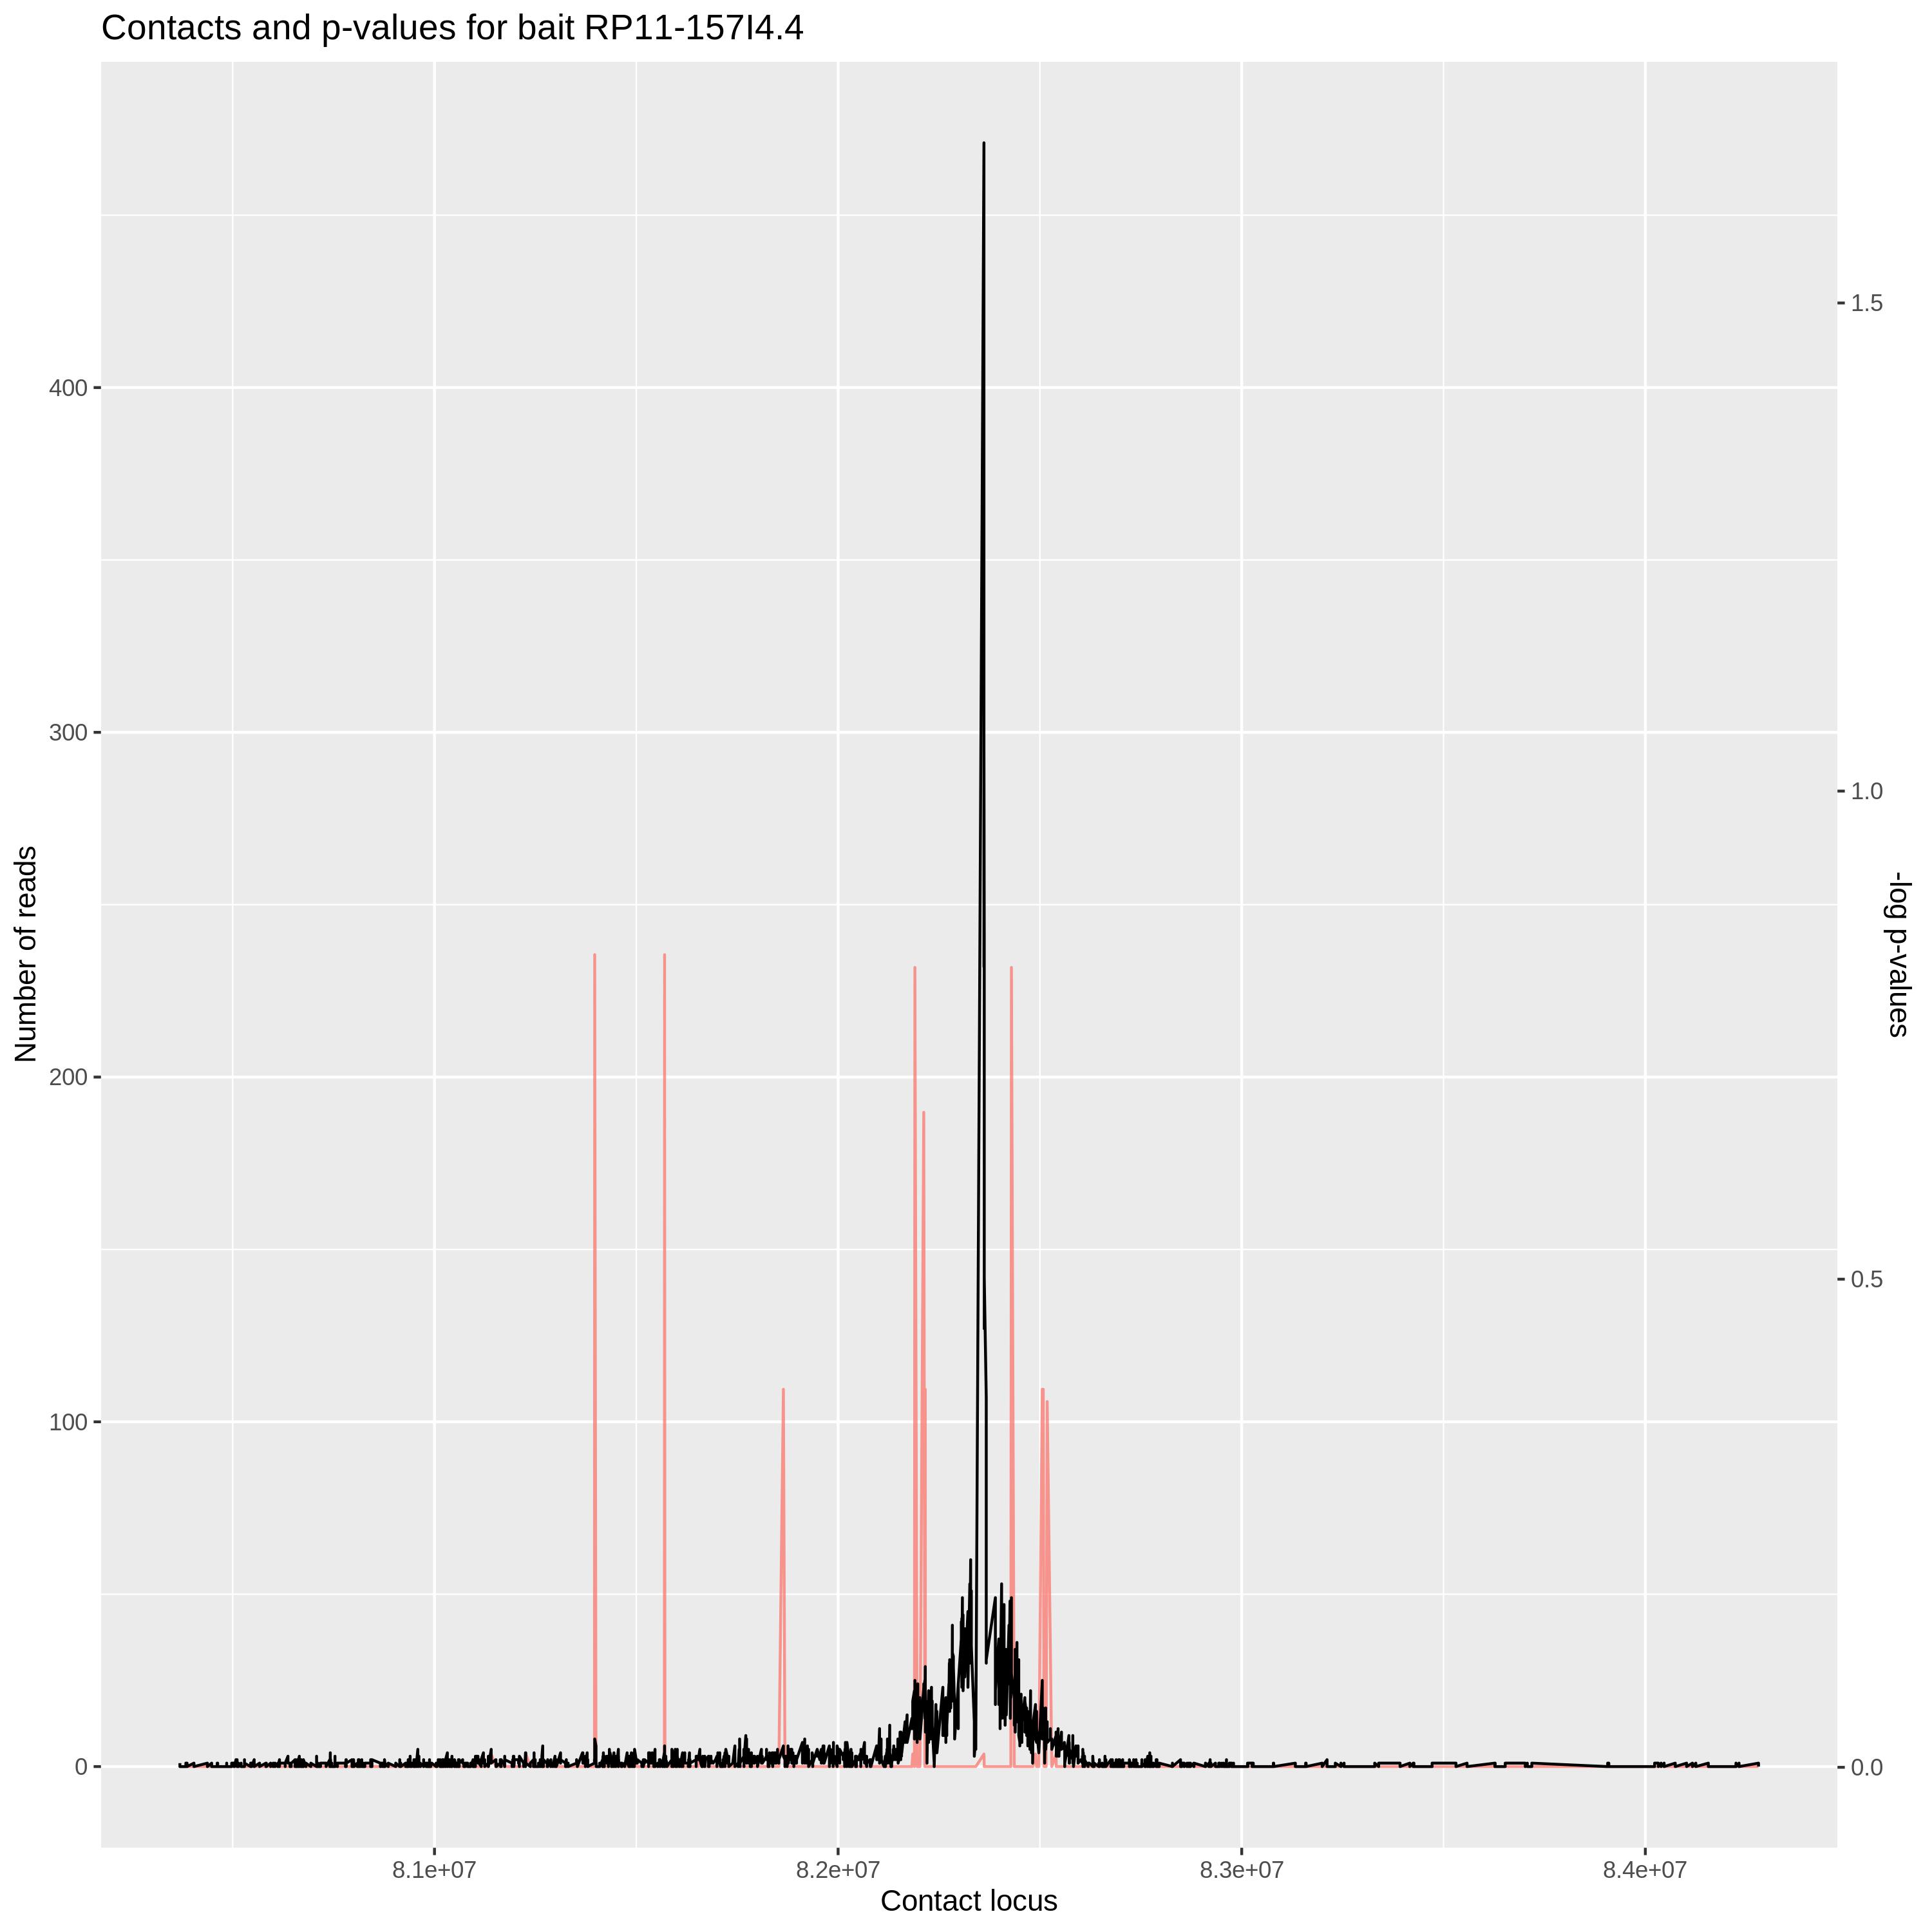 Contacts and p-values for bait RP11-157I4.4
400
300
200
100
0
Number of reads
1.5
1.0
0.5
0.0
-log p-values
8.1e+07
8.2e+07
8.3e+07
8.4e+07
Contact locus